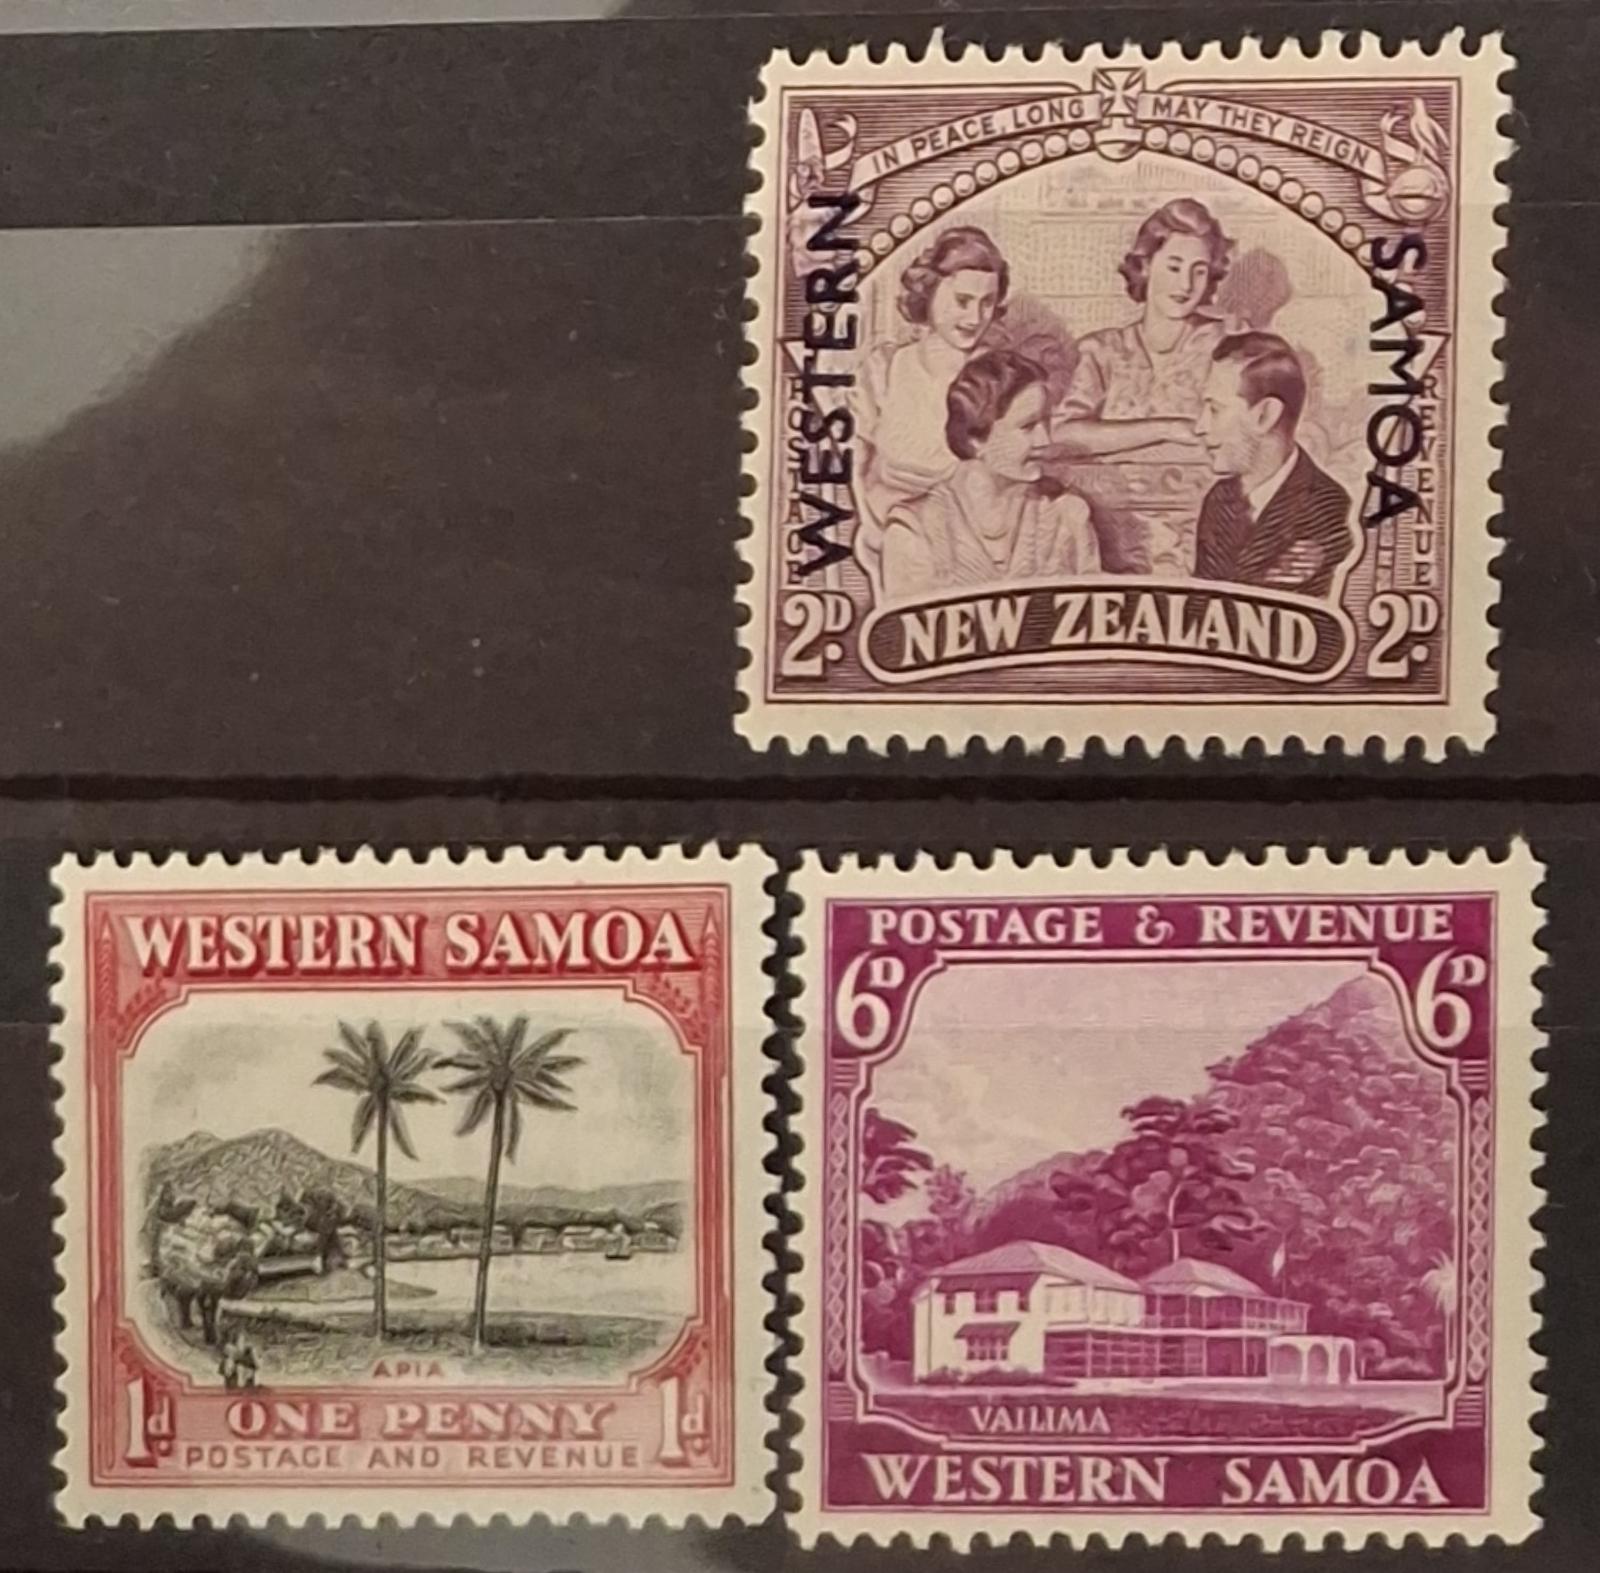 IN PEACE, LONG MAY THEY REIGN
WESTERN
SAMOA
POSTAGE
REVENUE
2D.
NEW ZEALAND
2D.
WESTERN SAMOA
APIA
1d.
ONE PENNY
1d.
POSTAGE AND REVENUE
POSTAGE & REVENUE
6D
6D
VAILIMA
WESTERN SAMOA